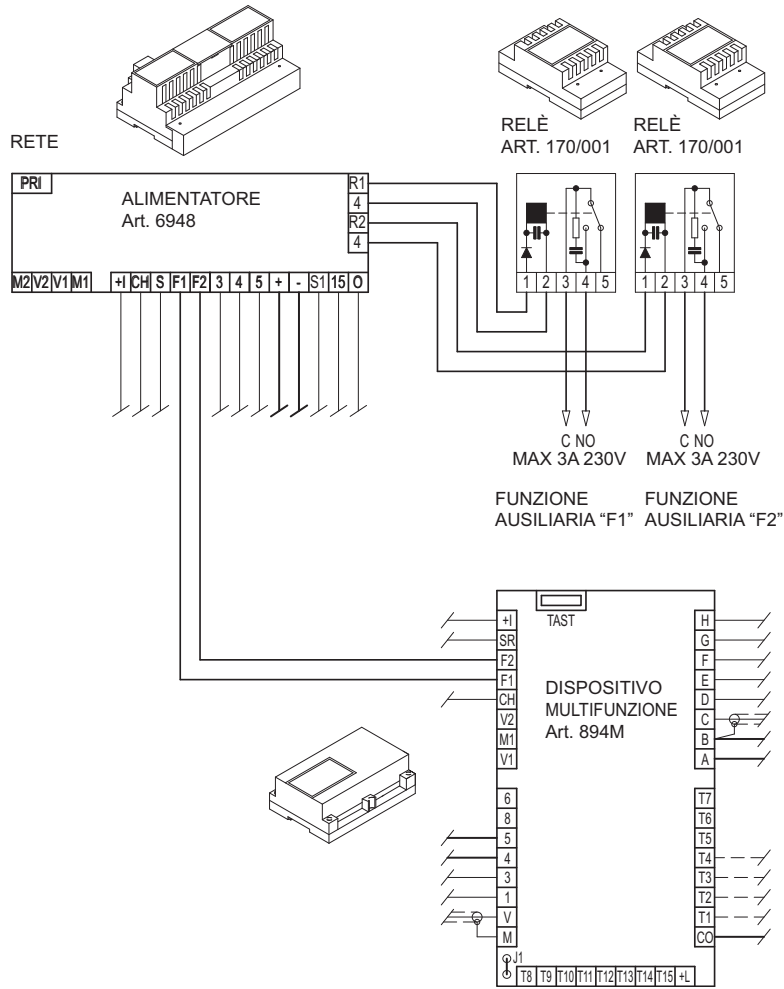 RETE
RELÈ
ART. 170/001
RELÈ
ART. 170/001
PRI
ALIMENTATORE
Art. 6948
R1
4
R2
4
M2 V2 V1 M1 +I CH S F1 F2 3 4 5 + - S1 15 O
1 2 3 4 5
1 2 3 4 5
C NO
MAX 3A 230V
C NO
MAX 3A 230V
FUNZIONE
AUSILIARIA “F1”
FUNZIONE
AUSILIARIA “F2”
TAST
DISPOSITIVO
MULTIFUNZIONE
Art. 894M
+I
SR
F2
F1
CH
V2
M1
V1
6
8
5
4
3
1
V
M
H
G
F
E
D
C
B
A
T7
T6
T5
T4
T3
T2
T1
CO
J1
T8 T9 T10 T11 T12 T13 T14 T15 +L